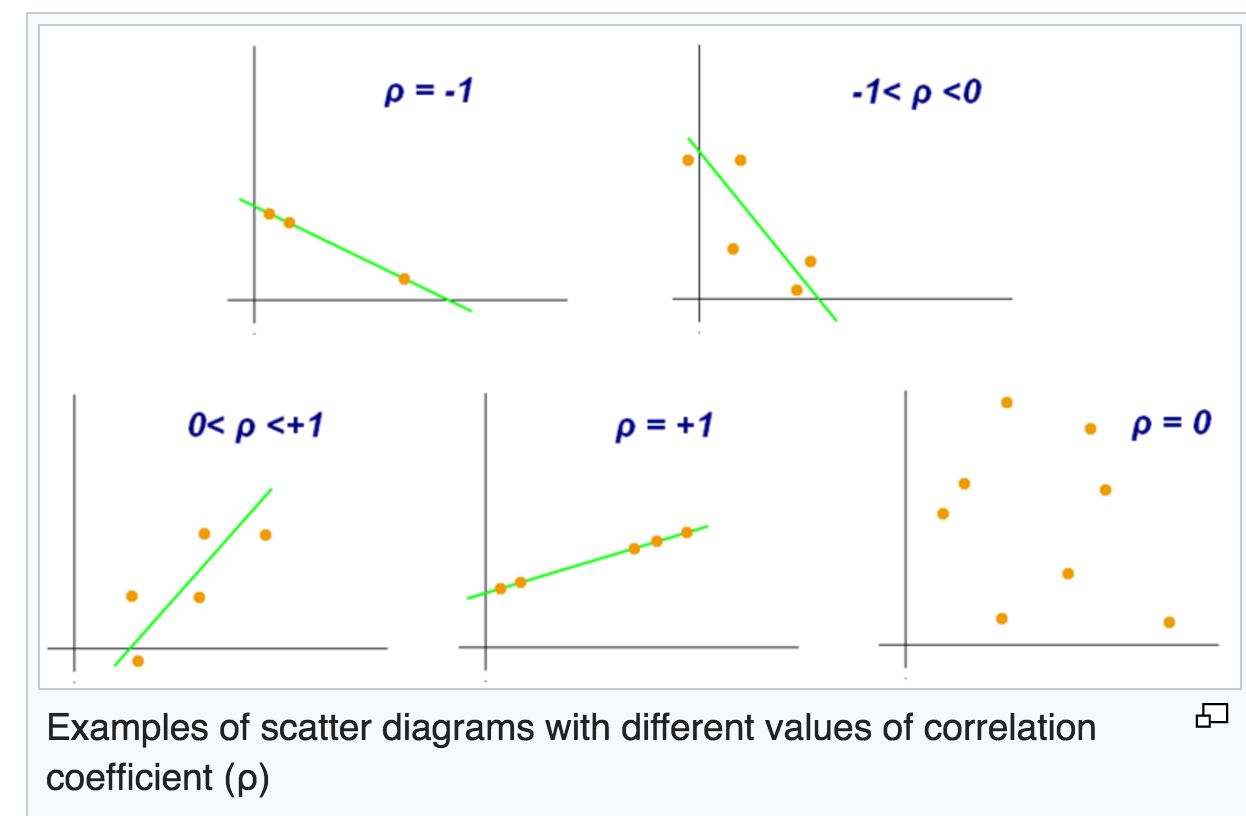 ρ = -1
-1< ρ <0
0< ρ <+1
ρ = +1
ρ = 0
Examples of scatter diagrams with different values of correlation
coefficient (ρ)